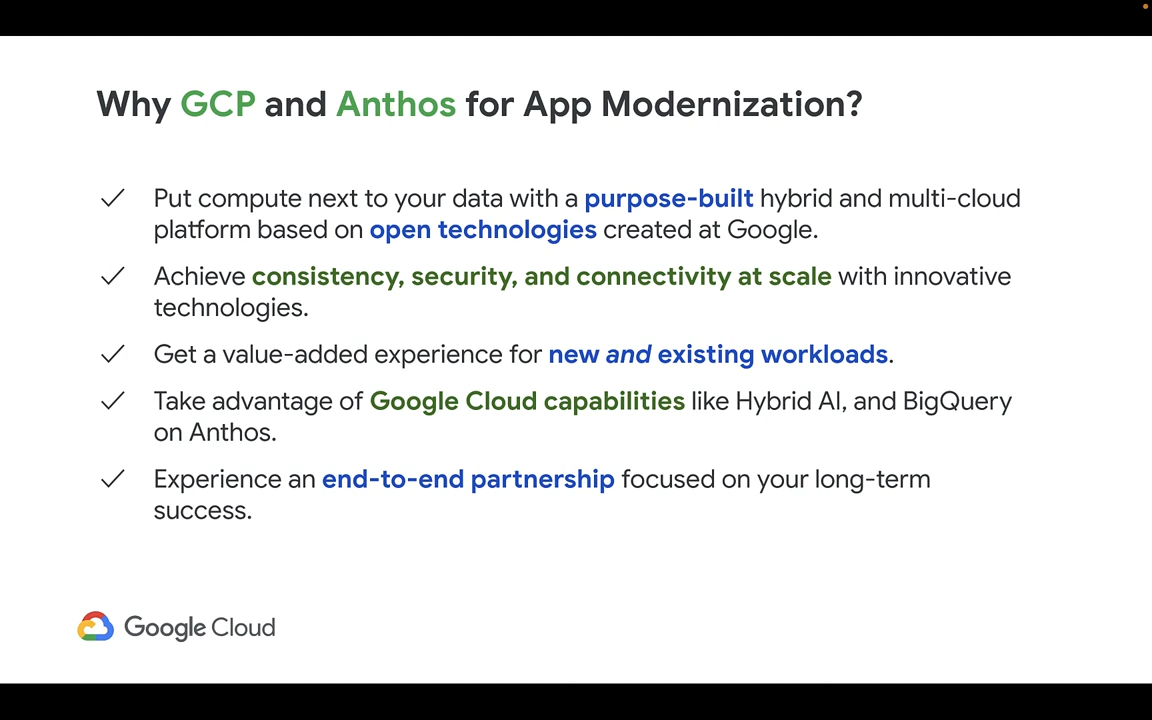 Why GCP and Anthos for App Modernization?
Put compute next to your data with a purpose-built hybrid and multi-cloud
platform based on open technologies created at Google.
Achieve consistency, security, and connectivity at scale with innovative
technologies.
Get a value-added experience for new and existing workloads.
Take advantage of Google Cloud capabilities like Hybrid AI, and BigQuery
on Anthos.
Experience an end-to-end partnership focused on your long-term
success.
Google Cloud